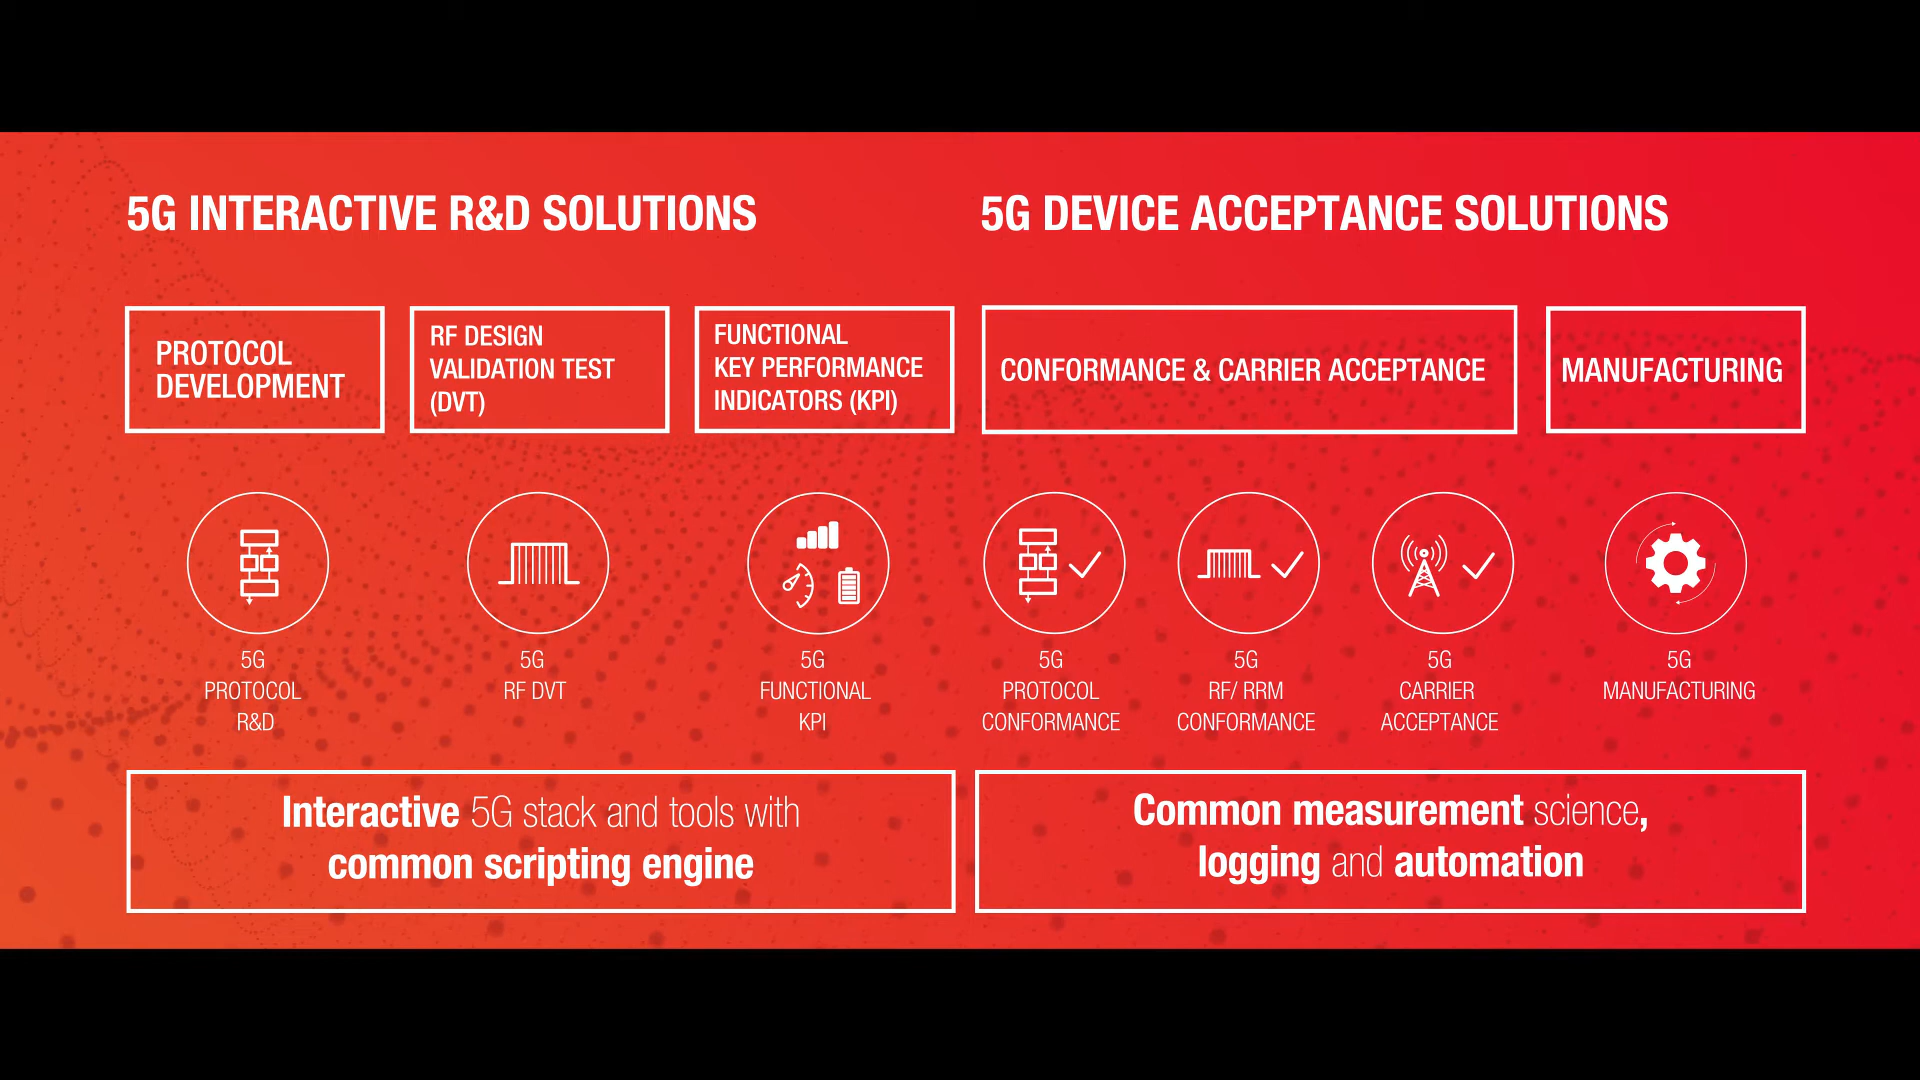 5G INTERACTIVE R&D SOLUTIONS
5G DEVICE ACCEPTANCE SOLUTIONS
PROTOCOL
DEVELOPMENT
RF DESIGN
VALIDATION TEST
(DVT)
FUNCTIONAL
KEY PERFORMANCE
INDICATORS (KPI)
CONFORMANCE & CARRIER ACCEPTANCE
MANUFACTURING
5G
PROTOCOL
R&D
5G
RF DVT
5G
FUNCTIONAL
KPI
5G
PROTOCOL
CONFORMANCE
5G
RF/ RRM
CONFORMANCE
5G
CARRIER
ACCEPTANCE
5G
MANUFACTURING
Interactive 5G stack and tools with
common scripting engine
Common measurement science,
logging and automation